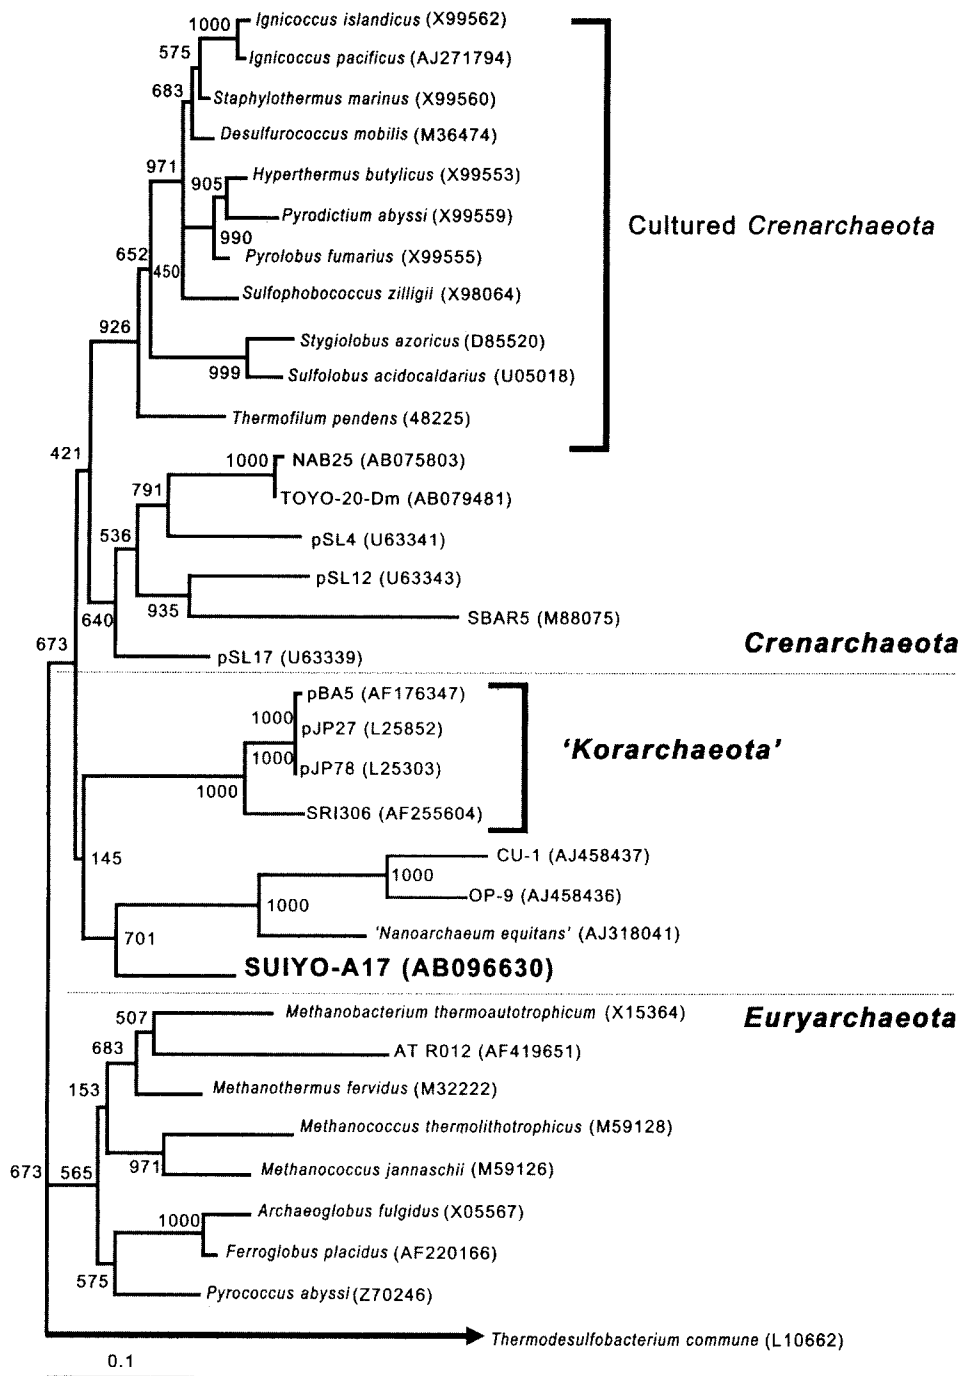 1000
Ignicoccus islandicus (X99562)
575
Ignicoccus pacificus (AJ271794)
683
Staphylothermus marinus (X99560)
Desulfurococcus mobilis (M36474)
971
905
Hyperthermus butylicus (X99553)
Pyrodictium abyssi (X99559)
Cultured Crenarchaeota
990
652
450
Pyrolobus fumarius (X99555)
Sulfophobococcus zilligii (X98064)
926
Stygiolobus azoricus (D85520)
999
Sulfolobus acidocaldarius (U05018)
Thermofilum pendens (48225)
421
1000
NAB25 (AB075803)
791
TOYO-20-Dm (AB079481)
536
pSL4 (U63341)
pSL12 (U63343)
935
640
SBAR5 (M88075)
673
Crenarchaeota
pSL17 (U63339)
pBA5 (AF176347)
1000
pJP27 (L25852)
'Korarchaeota'
1000
pJP78 (L25303)
1000
SRI306 (AF255604)
145
CU-1 (AJ458437)
1000
OP-9 (AJ458436)
1000
'Nanoarchaeum equitans' (AJ318041)
701
SUIYO-A17 (AB096630)
507
Methanobacterium thermoautotrophicum (X15364)
Euryarchaeota
683
AT R012 (AF419651)
153
Methanothermus fervidus (M32222)
Methanococcus thermolithotrophicus (M59128)
673
565
971
Methanococcus jannaschii (M59126)
1000
Archaeoglobus fulgidus (X05567)
Ferroglobus placidus (AF220166)
575
Pyrococcus abyssi (Z70246)
Thermodesulfobacterium commune (L10662)
0.1